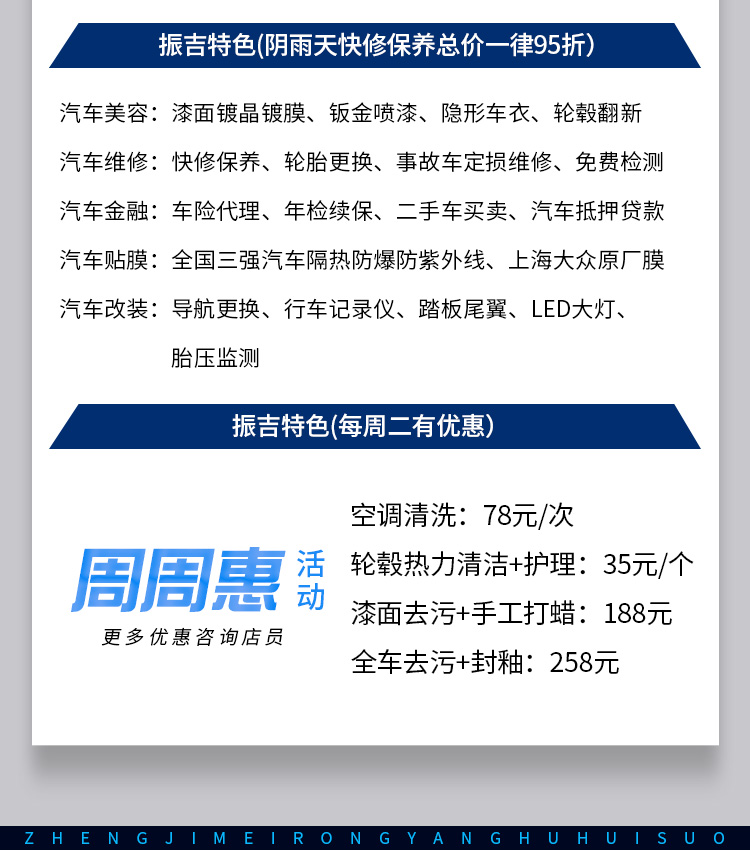 振吉特色(阴雨天快修保养总价一律95折）
汽车美容：漆面镀晶镀膜、钣金喷漆、隐形车衣、轮毂翻新
汽车维修：快修保养、轮胎更换、事故车定损维修、免费检测
汽车金融：车险代理、年检续保、二手车买卖、汽车抵押贷款
汽车贴膜：全国三强汽车隔热防爆防紫外线、上海大众原厂膜
汽车改装：导航更换、行车记录仪、踏板尾翼、LED大灯、
胎压监测
振吉特色(每周二有优惠）
周周惠活动
更多优惠咨询店员
空调清洗：78元/次
轮毂热力清洁+护理：35元/个
漆面去污+手工打蜡：188元
全车去污+封釉：258元
ZHENGJIMEIRONGYANGHUHUISUO